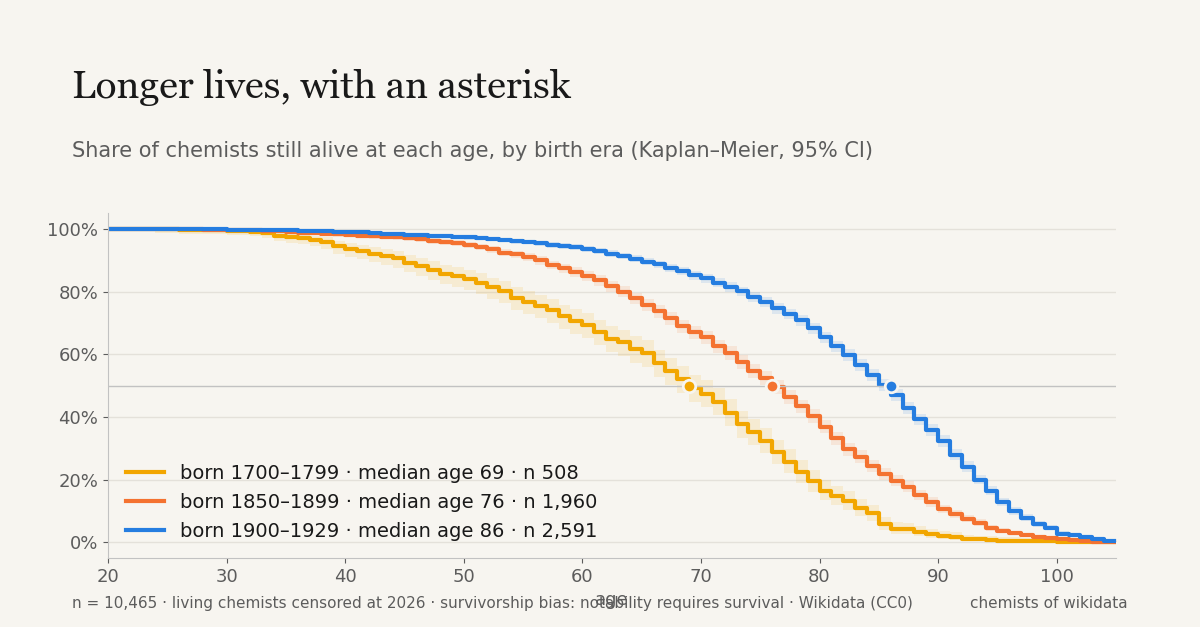 Longer lives, with an asterisk
Share of chemists still alive at each age, by birth era (Kaplan–Meier, 95% CI)
100%
80%
60%
40%
20%
0%
born 1700–1799 · median age 69 · n 508
born 1850–1899 · median age 76 · n 1,960
born 1900–1929 · median age 86 · n 2,591
20 30 40 50 60 70 80 90 100
age
n = 10,465 · living chemists censored at 2026 · survivorship bias: notability requires survival · Wikidata (CC0)
chemists of wikidata